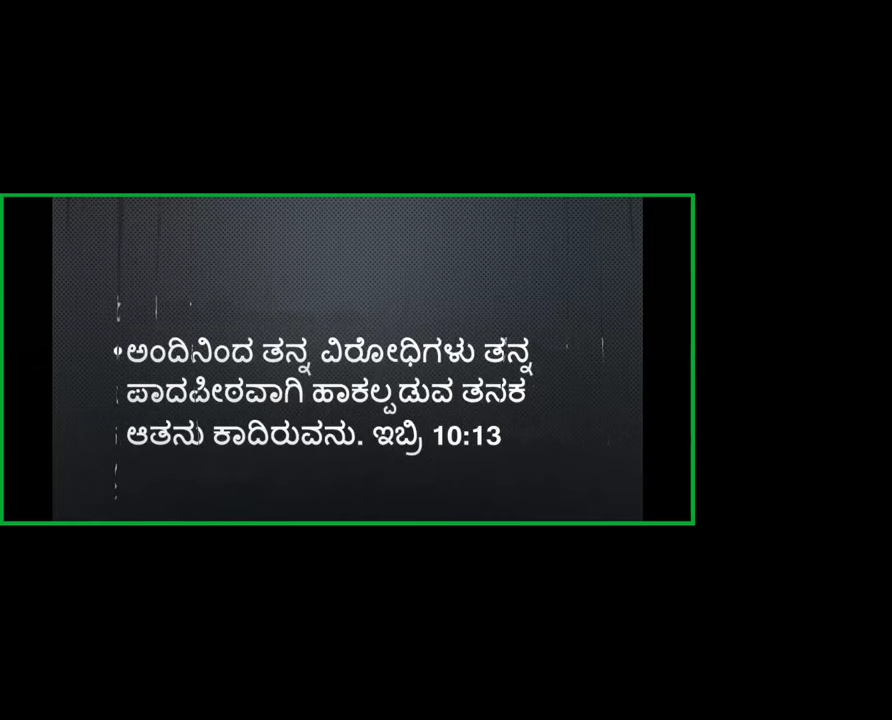 •ಅಂದಿನಿಂದ ತನ್ನ ವಿರೋಧಿಗಳು ತನ್ನ
ಪಾದಪೀಠವಾಗಿ ಹಾಕಲ್ಪಡುವ ತನಕ
ಆತನು ಕಾದಿರುವನು. ಇಬ್ರಿ 10:13